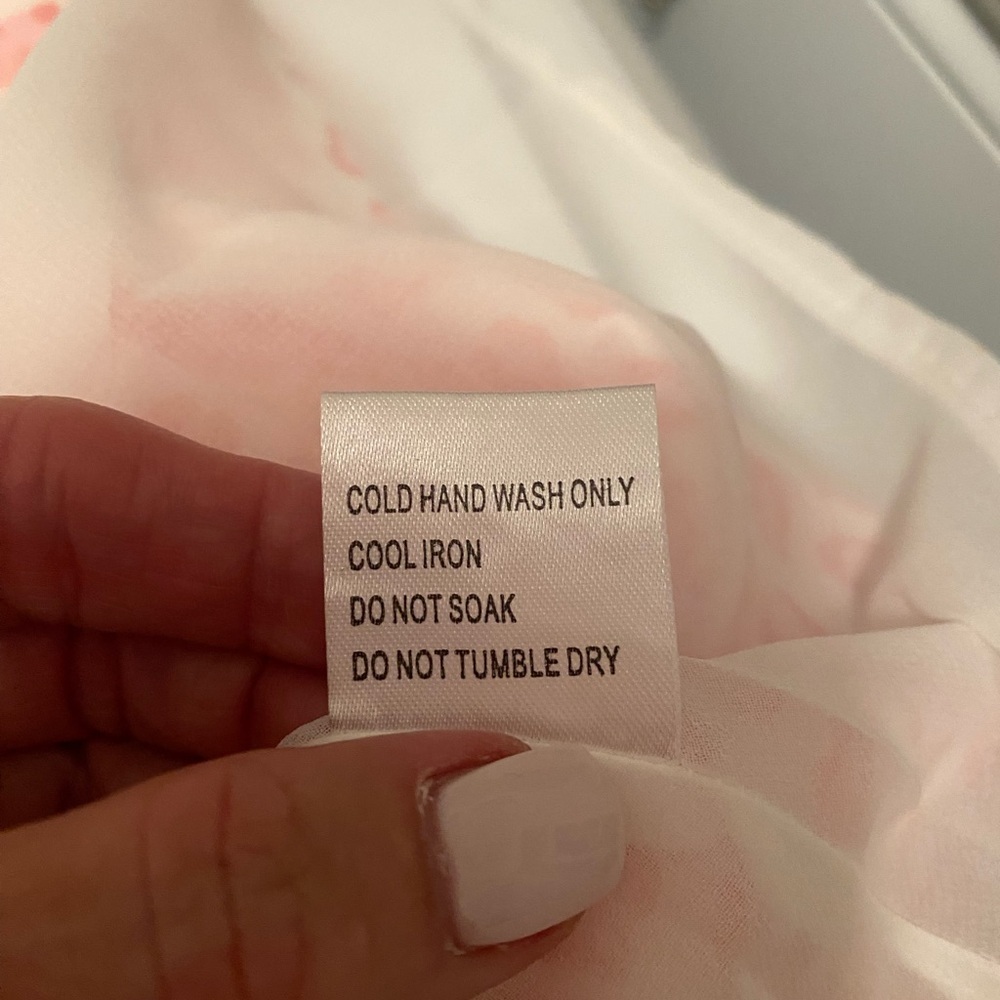 COLD HAND WASH ONLY
COOL IRON
DO NOT SOAK
DO NOT TUMBLE DRY